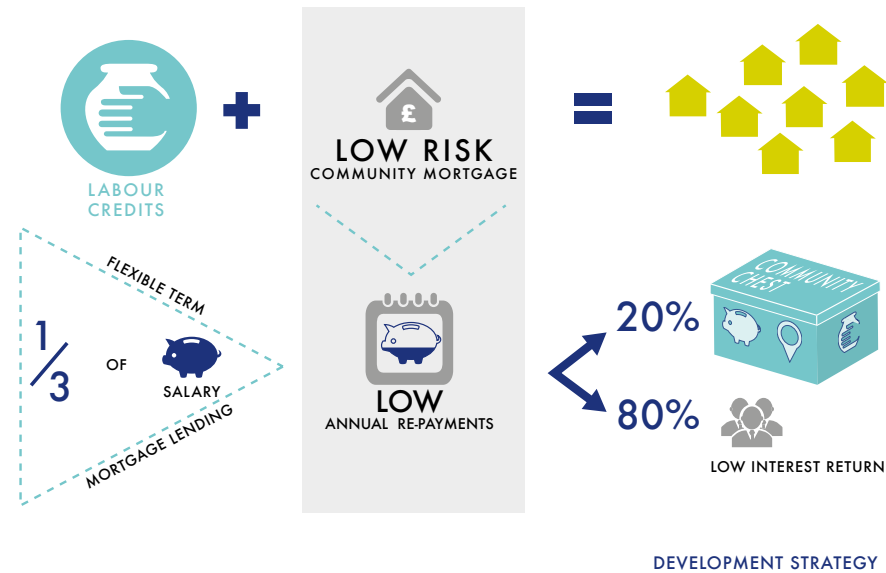 +
£
LOW RISK
COMMUNITY MORTGAGE
=
LABOUR
CREDITS
FLEXIBLE TERM
1/3
OF
SALARY
MORTGAGE LENDING
LOW
ANNUAL RE-PAYMENTS
20%
COMMUNITY
CHEST
80%
LOW INTEREST RETURN
DEVELOPMENT STRATEGY